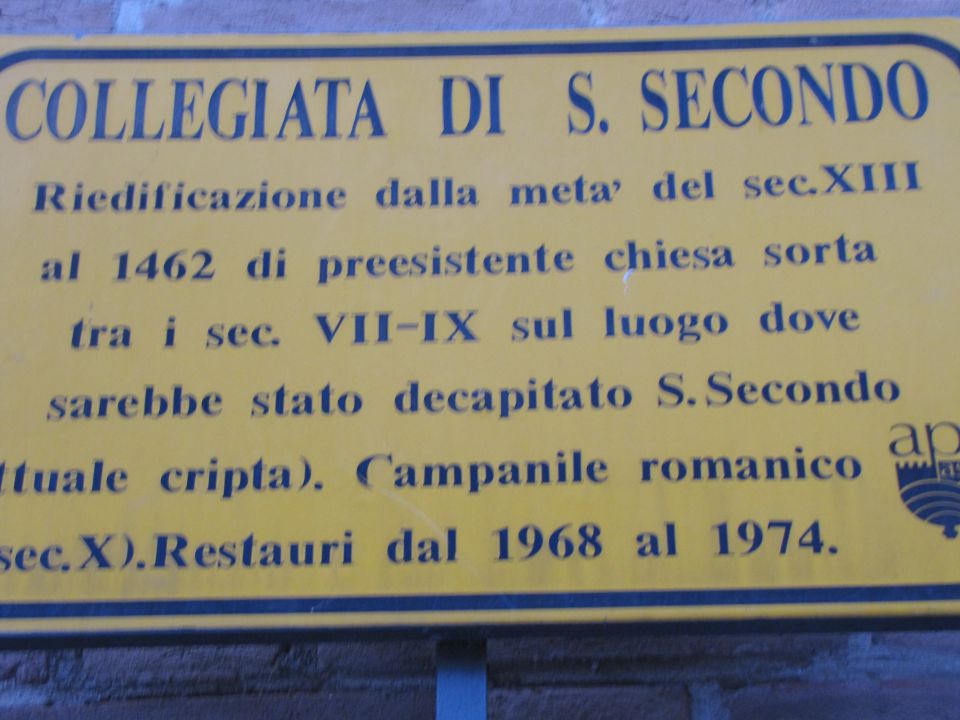 COLLEGIATA DI S. SECONDO
Riedificazione dalla meta' del sec.XIII
al 1462 di preesistente chiesa sorta
tra i sec. VII-IX sul luogo dove
sarebbe stato decapitato S.Secondo
ttuale cripta). Campanile romanico
sec.X).Restauri dal 1968 al 1974.
ap